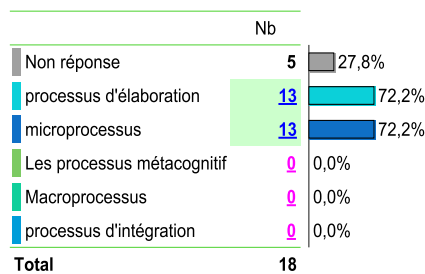 Nb
Non réponse 5 27,8%
processus d'élaboration 13 72,2%
microprocessus 13 72,2%
Les processus métacognitif 0 0,0%
Macroprocessus 0 0,0%
processus d'intégration 0 0,0%
Total 18